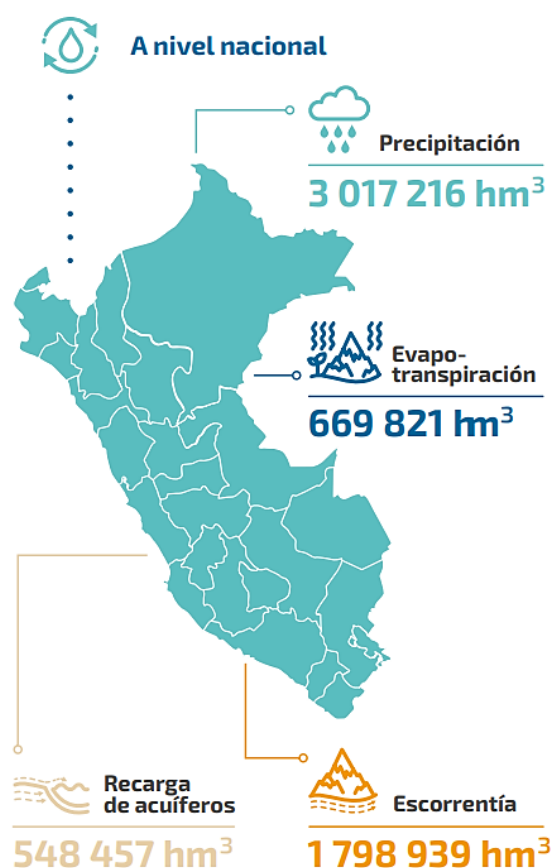 A nivel nacional
Precipitación
3 017 216 hm³
Evapo-
transpiración
669 821 hm³
Recarga
de acuíferos
548 457 hm³
Escorrentía
1 798 939 hm³